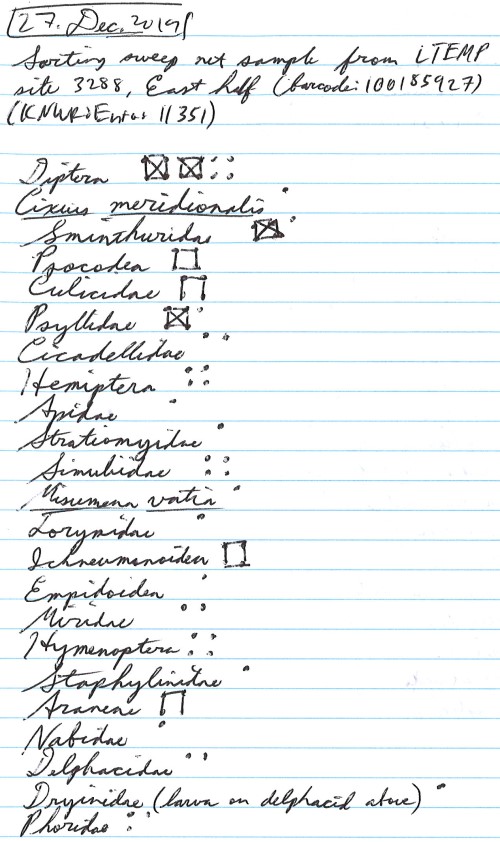 27. Dec. 2019
Sorting sweep net sample from LTEMP
site 3288, East half (barcode: 100185927)
(KNWR:Ento: 11351)
Diptera
Cixius meridionalis
Sminthuridae
Psocodea
Culicidae
Psyllidae
Cicadellidae
Hemiptera
Apidae
Stratiomyidae
Simuliidae
Misumena vatia
Torymidae
Ichneumonoidea
Empidoidea
Miridae
Hymenoptera
Staphylinidae
Araneae
Nabidae
Delphacidae
Dryinidae (larva on delphacid above)
Phoridae